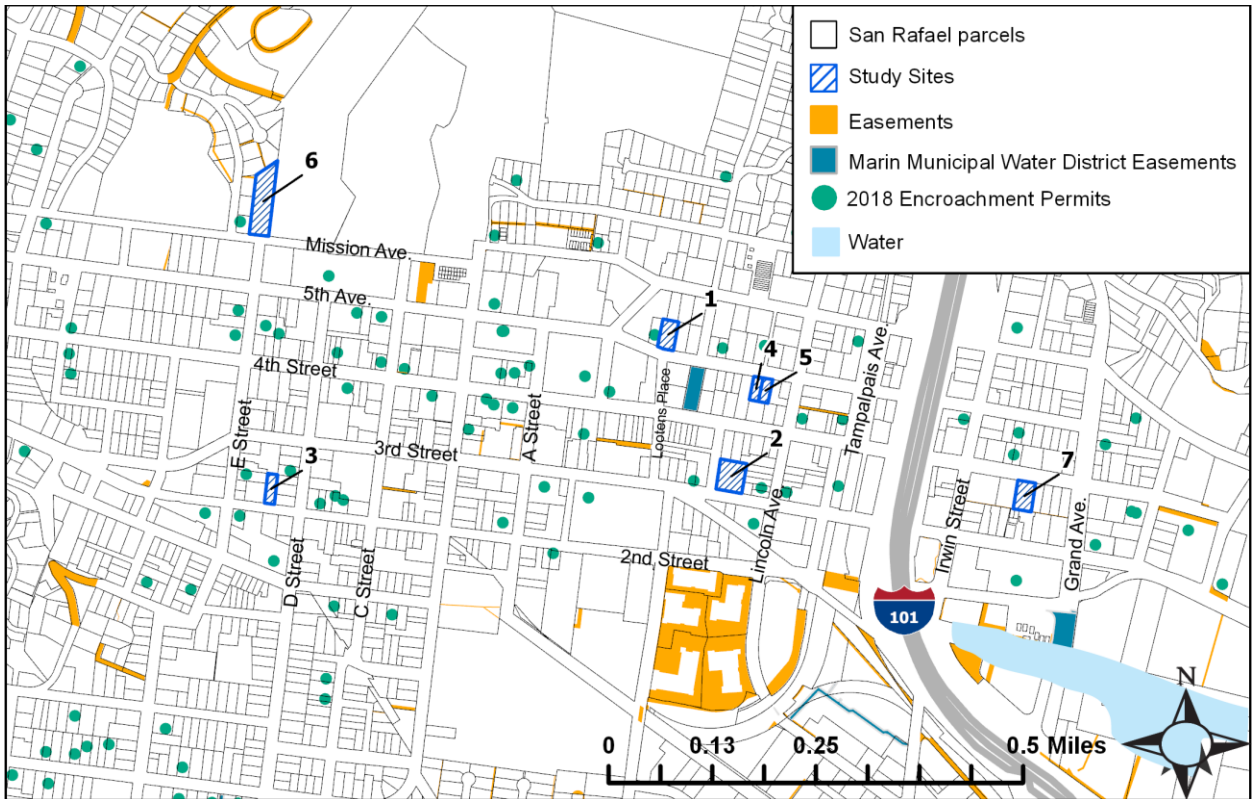 San Rafael parcels
Study Sites
Easements
Marin Municipal Water District Easements
2018 Encroachment Permits
Water
6
Mission Ave.
5th Ave.
1
4
5
4th Street
Lootens Place
Tampalpais Ave.
E Street
A Street
3rd Street
2
3
7
Lincoln Ave.
Irwin Street
Grand Ave.
D Street
C Street
2nd Street
101
N
0 0.13 0.25 0.5 Miles